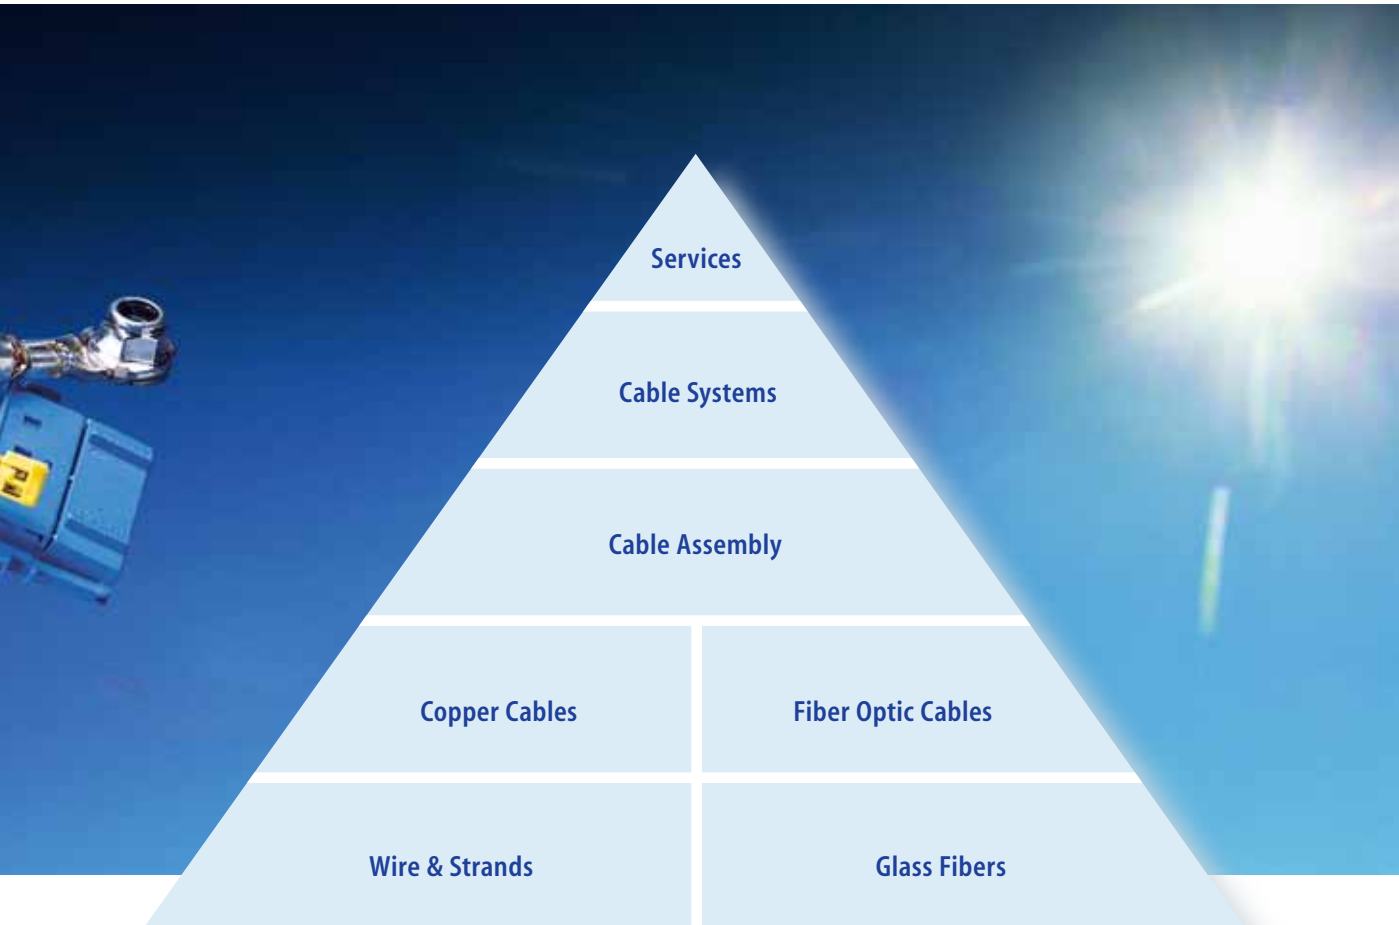 Services
Cable Systems
Cable Assembly
Copper Cables
Fiber Optic Cables
Wire & Strands
Glass Fibers